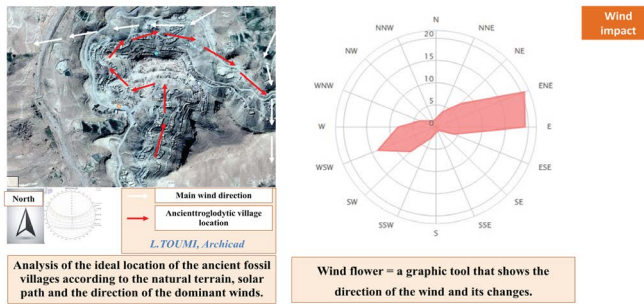 Wind
impact
N
NNE
NE
ENE
E
ESE
SE
SSE
S
SSW
SW
WSW
W
WNW
NW
NNW
20
15
10
5
0
North
Main wind direction
Ancienttroglodytic village
location
L.TOUMI, Archicad
Analysis of the ideal location of the ancient fossil
villages according to the natural terrain, solar
path and the direction of the dominant winds.
Wind flower = a graphic tool that shows the
direction of the wind and its changes.